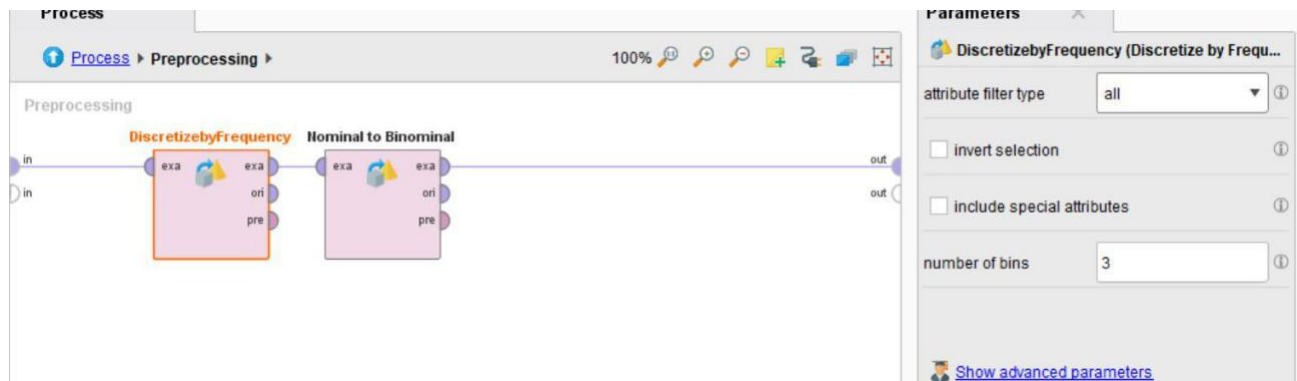 Process
Process ▸ Preprocessing ▸
100%
Preprocessing
DiscretizebyFrequency
Nominal to Binominal
in
exa
exa
exa
exa
out
in
ori
ori
out
pre
pre
Parameters
DiscretizebyFrequency (Discretize by Frequ...
attribute filter type
all
invert selection
include special attributes
number of bins
3
Show advanced parameters